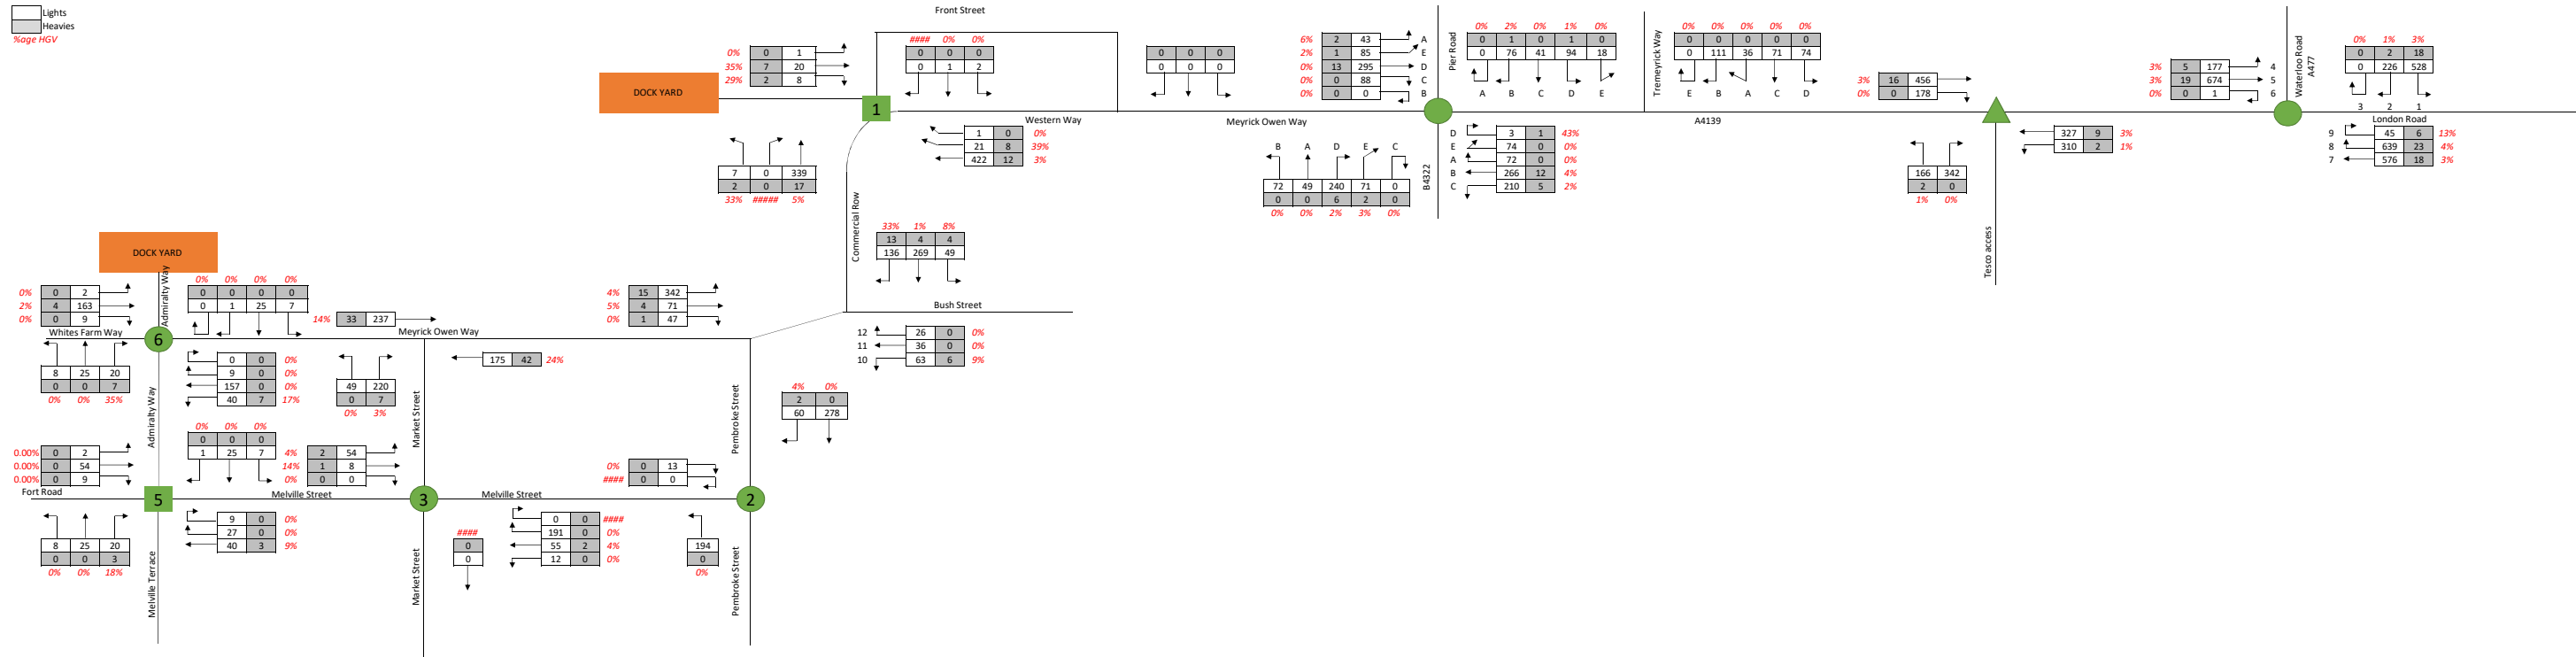 Lights
Heavies
%age HGV
Front Street
0% 0 1
35% 7 20
29% 2 8
DOCK YARD
#### 0% 0%
0 0 0
0 1 2
1
0 0 0
0 0 0
Western Way
1 0 0%
21 8 39%
422 12 3%
Meyrick Owen Way
7 0 339
2 0 17
33% ##### 5%
Commercial Row
6% 2 43 A
2% 1 85 E
0% 13 295 D
0% 0 88 C
0% 0 0 B
Pier Road
0% 2% 0% 1% 0%
0 1 0 1 0
0 76 41 94 18
A B C D E
Tremeyrick Way
0% 0% 0% 0% 0%
0 0 0 0 0
0 111 36 71 74
E B A C D
B A D E C
72 49 240 71 0
0 0 6 2 0
0% 0% 2% 3% 0%
B4322
D 3 1 43%
E 74 0 0%
A 72 0 0%
B 266 12 4%
C 210 5 2%
A4139
3% 16 456
0% 0 178
166 342
2 0
1% 0%
Tesco access
327 9 3%
310 2 1%
3% 5 177 4
3% 19 674 5
0% 0 1 6
Waterloo Road
A477
0% 1% 3%
0 2 18
0 226 528
3 2 1
London Road
9 45 6 13%
8 639 23 4%
7 576 18 3%
33% 1% 8%
13 4 4
136 269 49
Bush Street
12 26 0 0%
11 36 0 0%
10 63 6 9%
DOCK YARD
Admiralty Way
0% 0 2
2% 4 163
0% 0 9
Whites Farm Way
0% 0% 0% 0%
0 0 0 0
0 1 25 7
14% 33 237
Meyrick Owen Way
6
4% 15 342
5% 4 71
0% 1 47
8 25 20
0 0 7
0% 0% 35%
0 0 0%
9 0 0%
157 0 0%
40 7 17%
49 220
0 7
0% 3%
175 42 24%
4% 0%
2 0
60 278
Admiralty Way
Market Street
Pembroke Street
0% 0% 0%
0 0 0
1 25 7
0.00% 0 2
0.00% 0 54
0.00% 0 9
Fort Road
4% 2 54
14% 1 8
0% 0 0
Melville Street
0% 0 13
#### 0 0
Melville Street
5
3
2
8 25 20
0 0 3
0% 0% 18%
Melville Terrace
9 0 0%
27 0 0%
40 3 9%
Market Street
####
0
0
0 0 ####
191 0 0%
55 2 4%
12 0 0%
194
0
0%
Pembroke Street